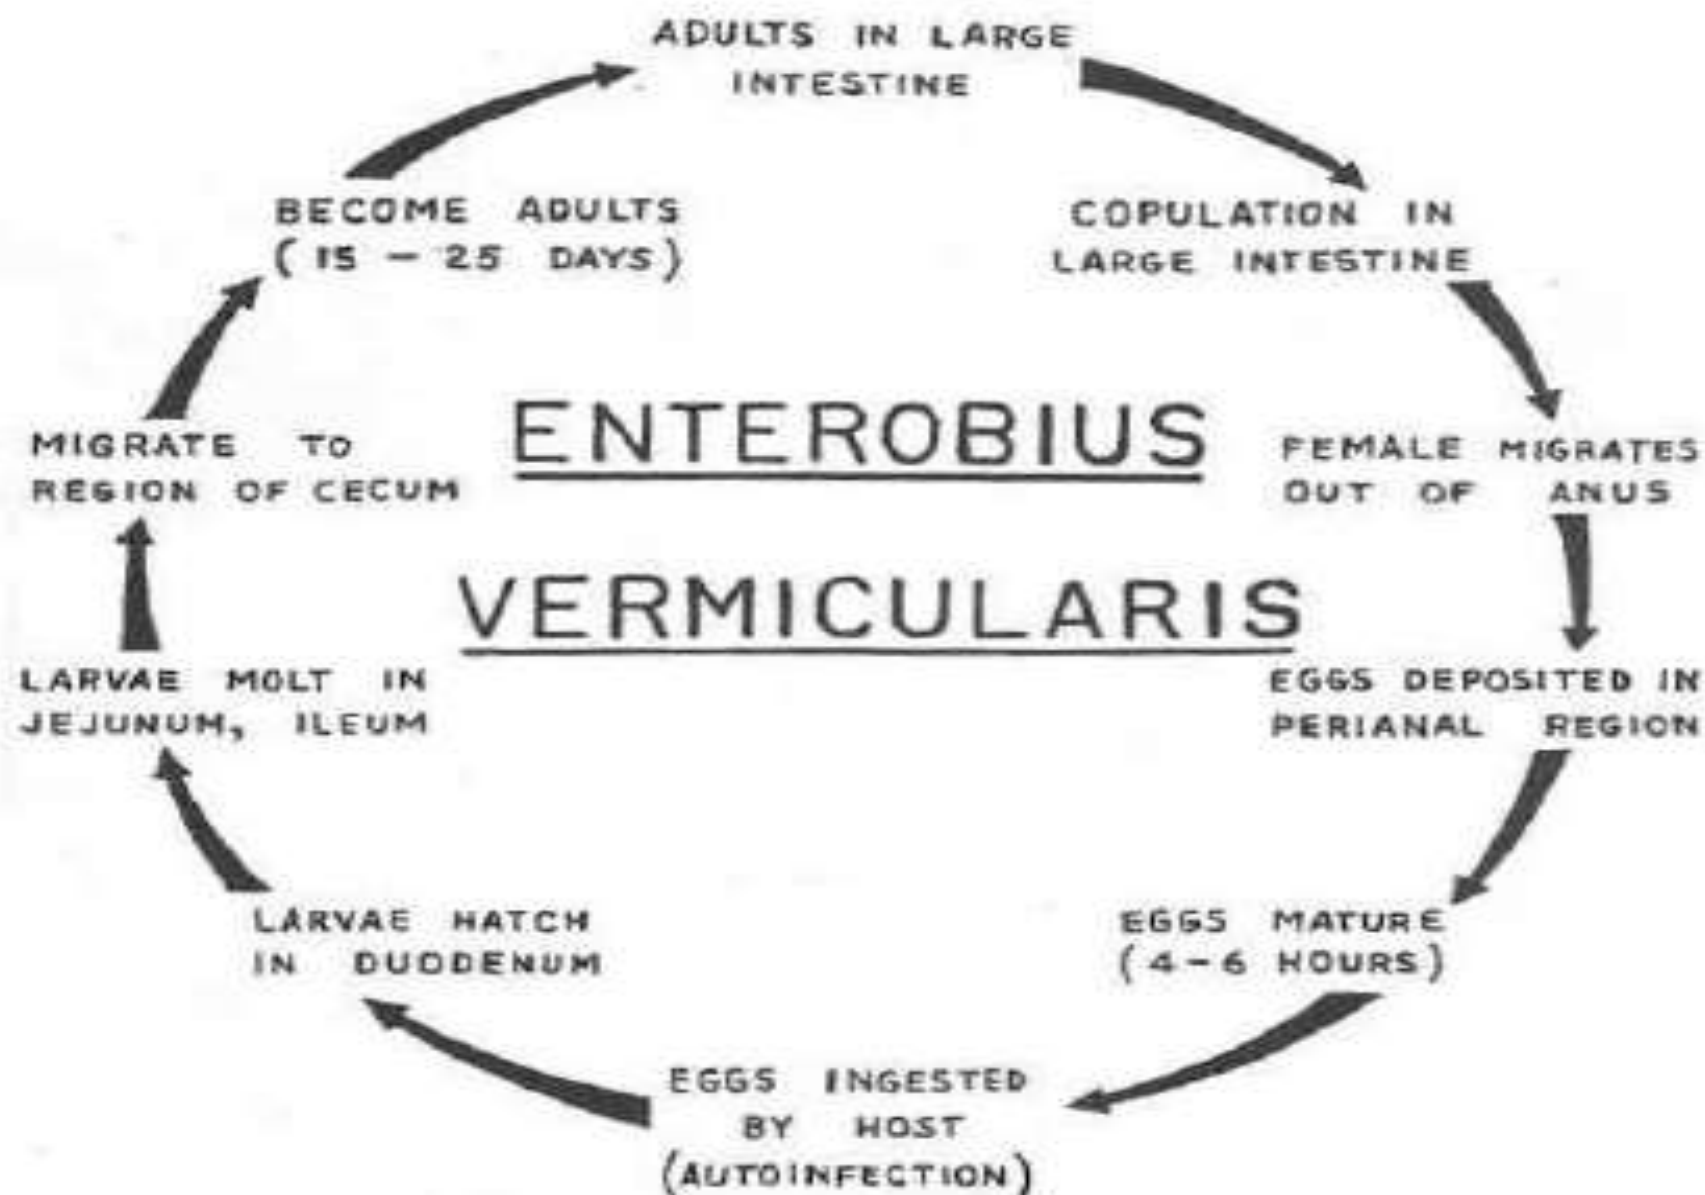 ADULTS IN LARGE
INTESTINE
COPULATION IN
LARGE INTESTINE
FEMALE MIGRATES
OUT OF ANUS
EGGS DEPOSITED IN
PERIANAL REGION
EGGS MATURE
(4-6 HOURS)
EGGS INGESTED
BY HOST
(AUTOINFECTION)
LARVAE HATCH
IN DUODENUM
LARVAE MOLT IN
JEJUNUM, ILEUM
MIGRATE TO
REGION OF CECUM
BECOME ADULTS
(15 - 25 DAYS)
ENTEROBIUS
VERMICULARIS